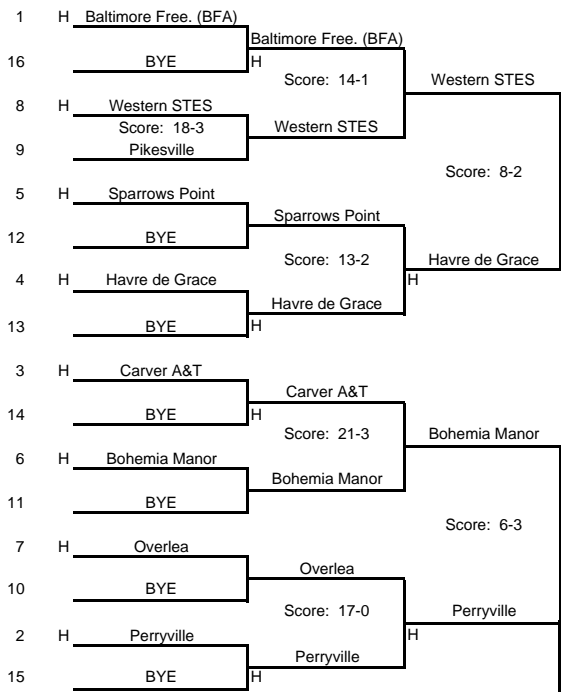 1 H Baltimore Free. (BFA)
Baltimore Free. (BFA)
16 BYE H
Score: 14-1 Western STES
8 H Western STES
Score: 18-3 Western STES
9 Pikesville
Score: 8-2
5 H Sparrows Point
Sparrows Point
12 BYE
Score: 13-2 Havre de Grace
4 H Havre de Grace H
Havre de Grace
13 BYE H
3 H Carver A&T
Carver A&T
14 BYE H
Score: 21-3 Bohemia Manor
6 H Bohemia Manor
Bohemia Manor
11 BYE
Score: 6-3
7 H Overlea
Overlea
10 BYE
Score: 17-0 Perryville
2 H Perryville H
Perryville
15 BYE H